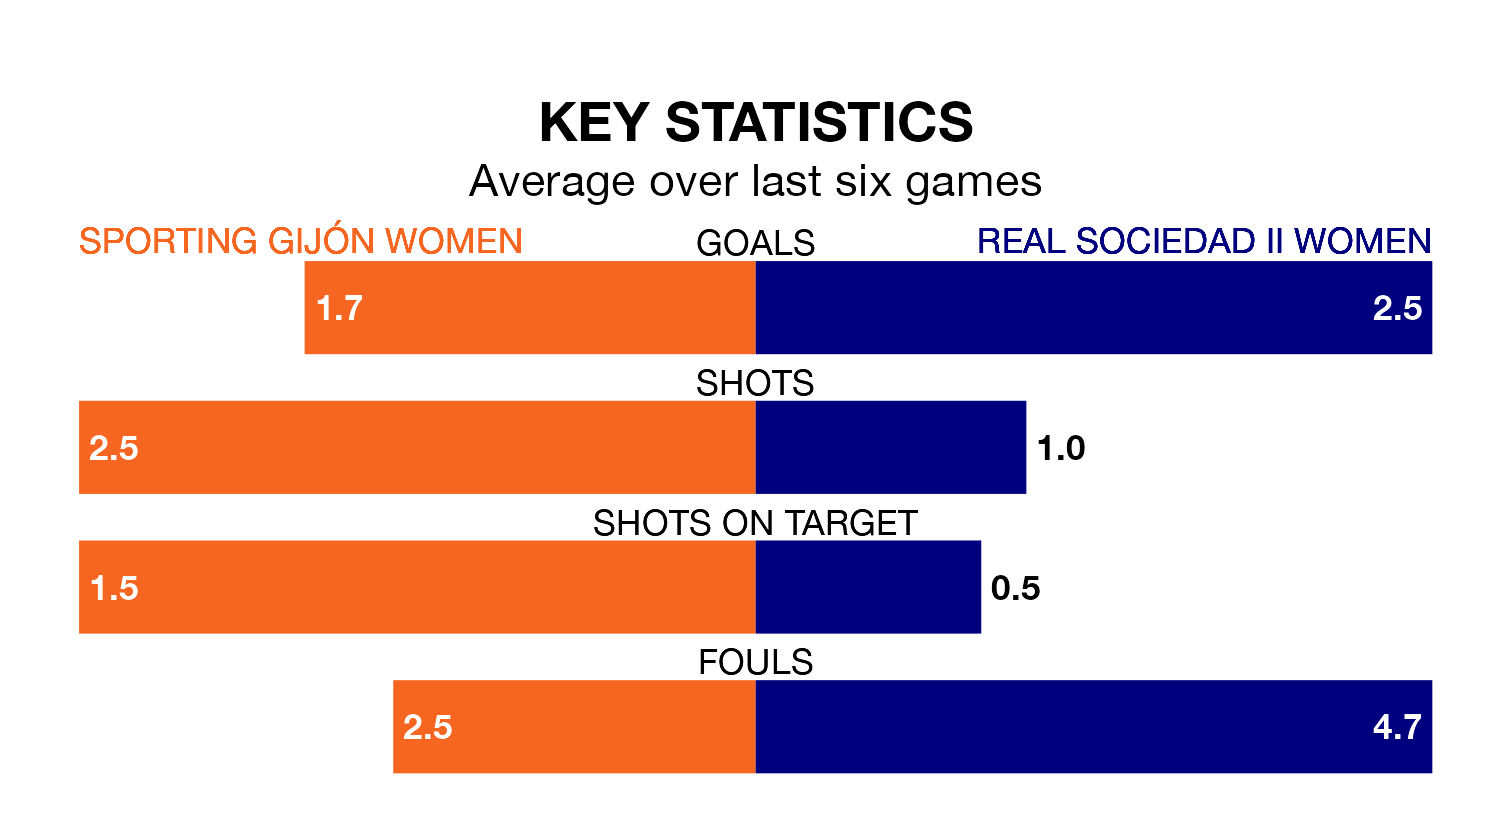 KEY STATISTICS
Average over last six games
SPORTING GIJÓN WOMEN
GOALS
REAL SOCIEDAD II WOMEN
1.7
2.5
SHOTS
2.5
1.0
SHOTS ON TARGET
1.5
0.5
FOULS
2.5
4.7